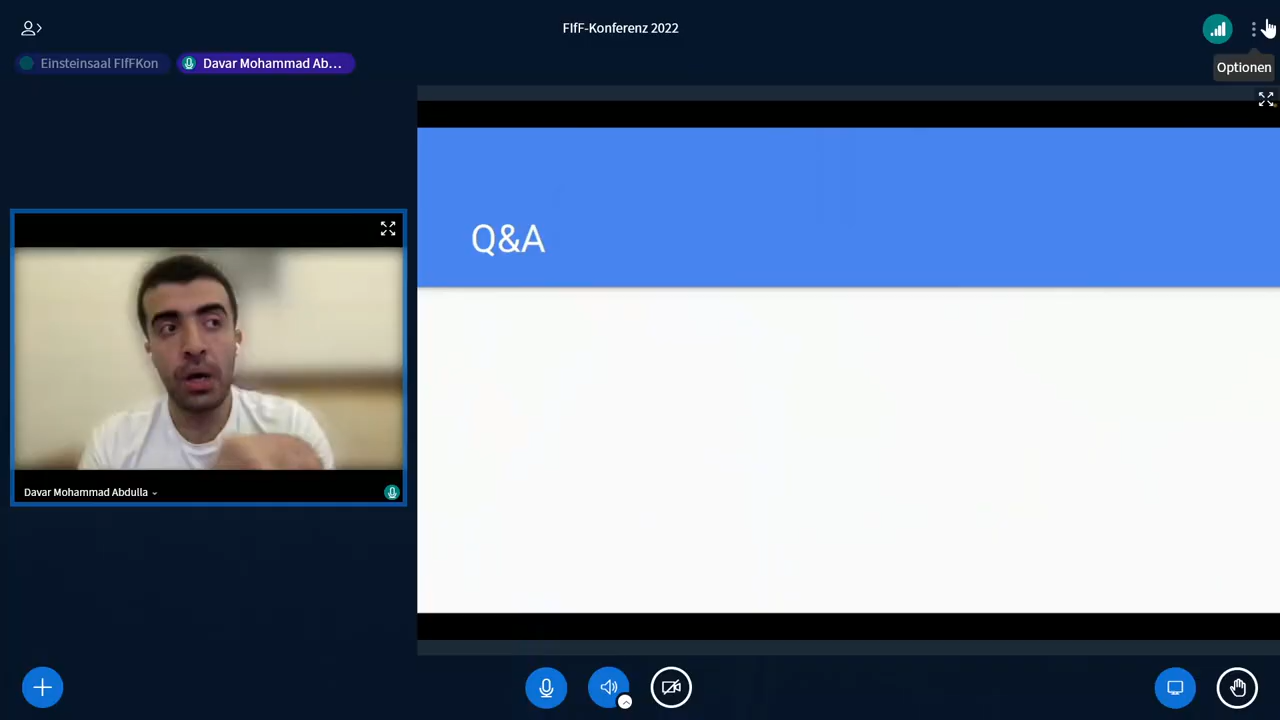 FIfF-Konferenz 2022
Einsteinsaal FIfFKon
Davar Mohammad Ab...
Optionen
Q&A
Davar Mohammad Abdulla